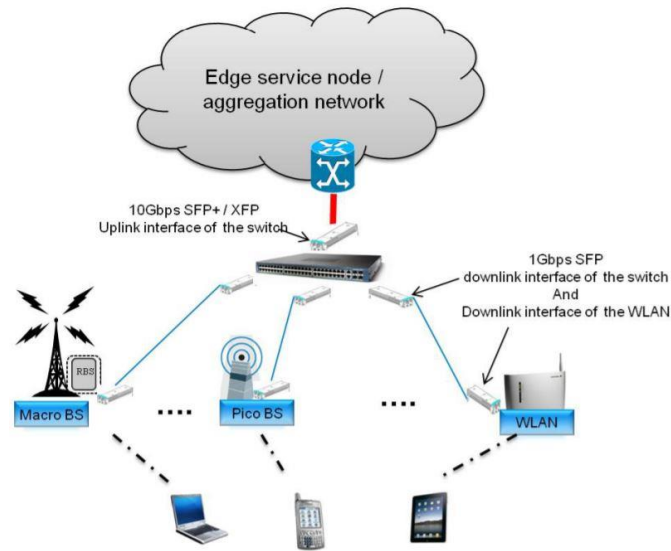 Edge service node /
aggregation network
10Gbps SFP+ / XFP
Uplink interface of the switch
1Gbps SFP
downlink interface of the switch
And
Downlink interface of the WLAN
RBS
Macro BS
....
Pico BS
....
WLAN